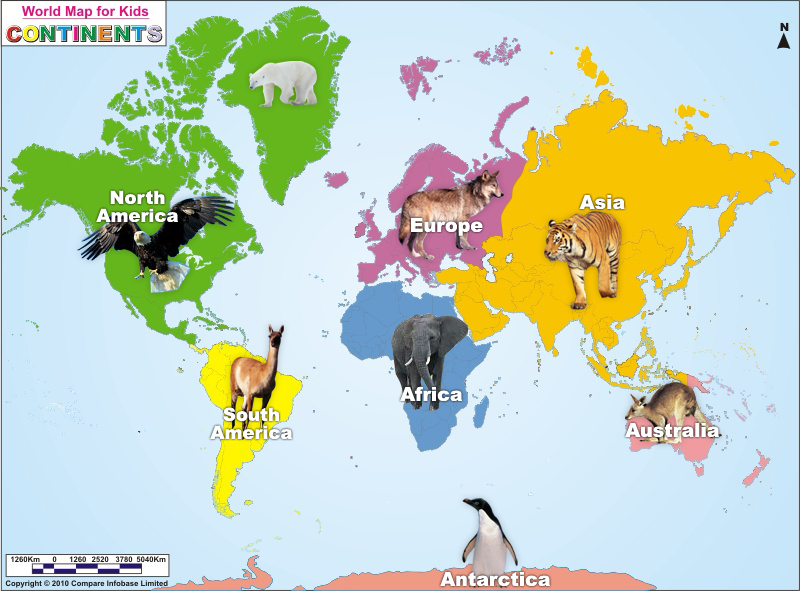 World Map for Kids
CONTINENTS
N
North
America
Europe
Asia
Africa
South
America
Australia
Antarctica
1260Km 0 1260 2520 3780 5040Km
Copyright © 2010 Compare Infobase Limited